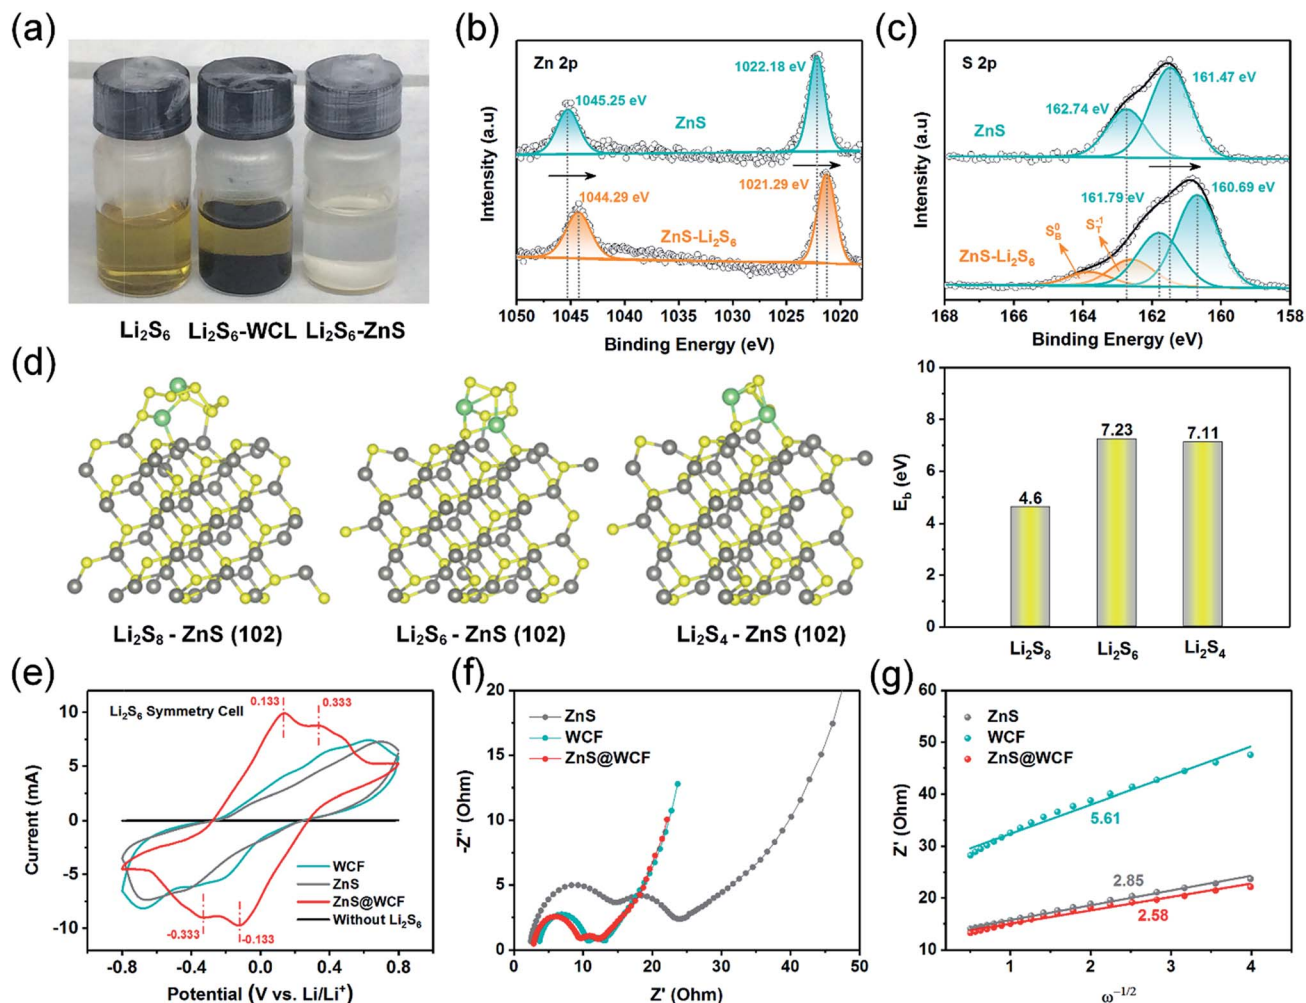 (a)
Li₂S₆ Li₂S₆-WCL Li₂S₆-ZnS
(b)
Zn 2p
1022.18 eV
1045.25 eV
ZnS
1021.29 eV
1044.29 eV
ZnS-Li₂S₆
Intensity (a.u)
1050 1045 1040 1035 1030 1025 1020
Binding Energy (eV)
(c)
S 2p
161.47 eV
162.74 eV
ZnS
161.79 eV
160.69 eV
S_B^0
S_T^-1
ZnS-Li₂S₆
Intensity (a.u)
168 166 164 162 160 158
Binding Energy (eV)
(d)
Li₂S₈ - ZnS (102)
Li₂S₆ - ZnS (102)
Li₂S₄ - ZnS (102)
E_b (eV)
10
8
6
4
2
0
4.6
7.23
7.11
Li₂S₈ Li₂S₆ Li₂S₄
(e)
Li₂S₆ Symmetry Cell
0.133
0.333
-0.333
-0.133
WCF
ZnS
ZnS@WCF
Without Li₂S₆
Current (mA)
10
5
0
-5
-10
-0.8 -0.4 0.0 0.4 0.8
Potential (V vs. Li/Li⁺)
(f)
ZnS
WCF
ZnS@WCF
-Z'' (Ohm)
20
15
10
5
0
0 10 20 30 40 50
Z' (Ohm)
(g)
ZnS
WCF
ZnS@WCF
5.61
2.85
2.58
Z' (Ohm)
60
50
40
30
20
10
1 2 3 4 5
ω⁻¹/²